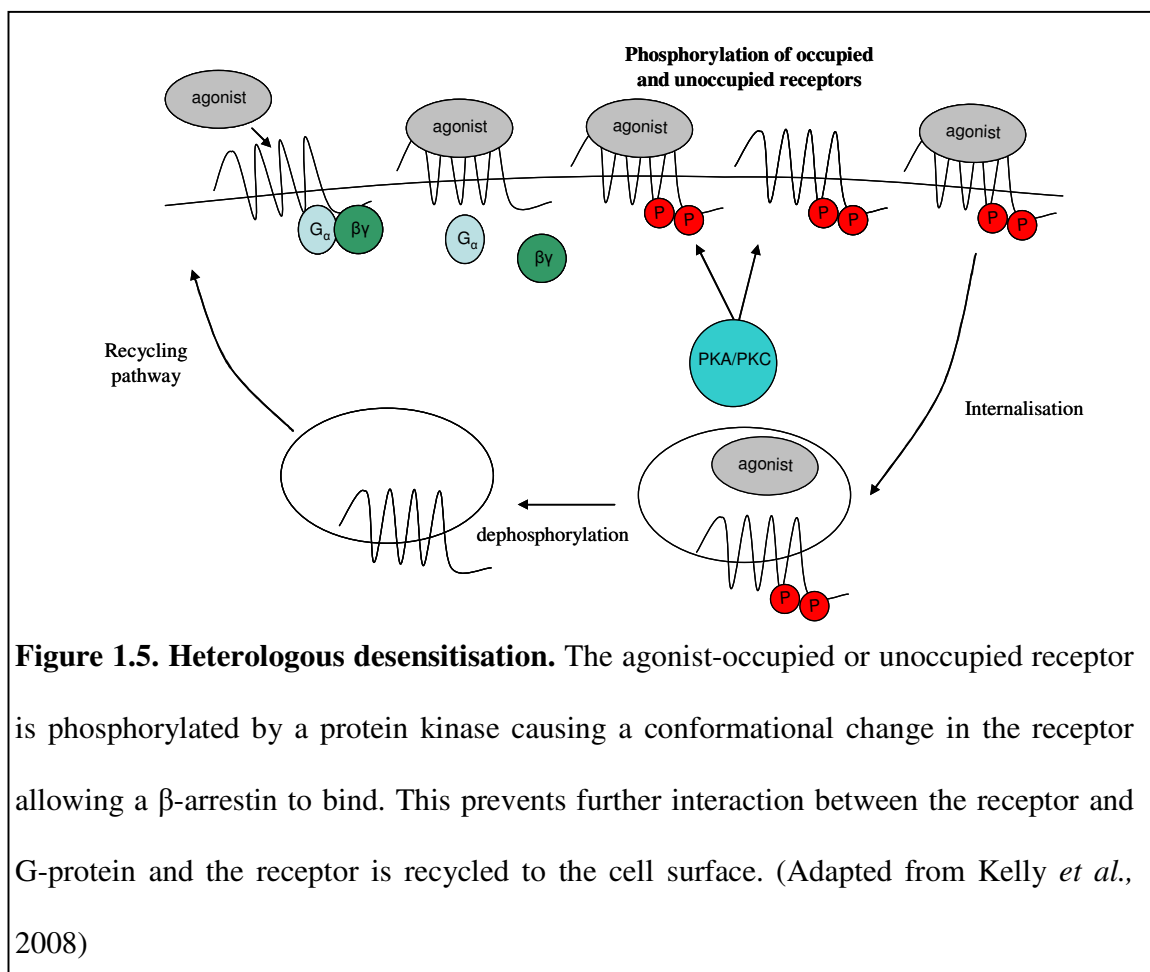 Phosphorylation of occupied
and unoccupied receptors
agonist
agonist
agonist
agonist
Gα
βγ
Gα
βγ
P
P
P
P
P
P
PKA/PKC
Recycling
pathway
Internalisation
agonist
dephosphorylation
P
P
Figure 1.5. Heterologous desensitisation. The agonist-occupied or unoccupied receptor
is phosphorylated by a protein kinase causing a conformational change in the receptor
allowing a β-arrestin to bind. This prevents further interaction between the receptor and
G-protein and the receptor is recycled to the cell surface. (Adapted from Kelly et al.,
2008)